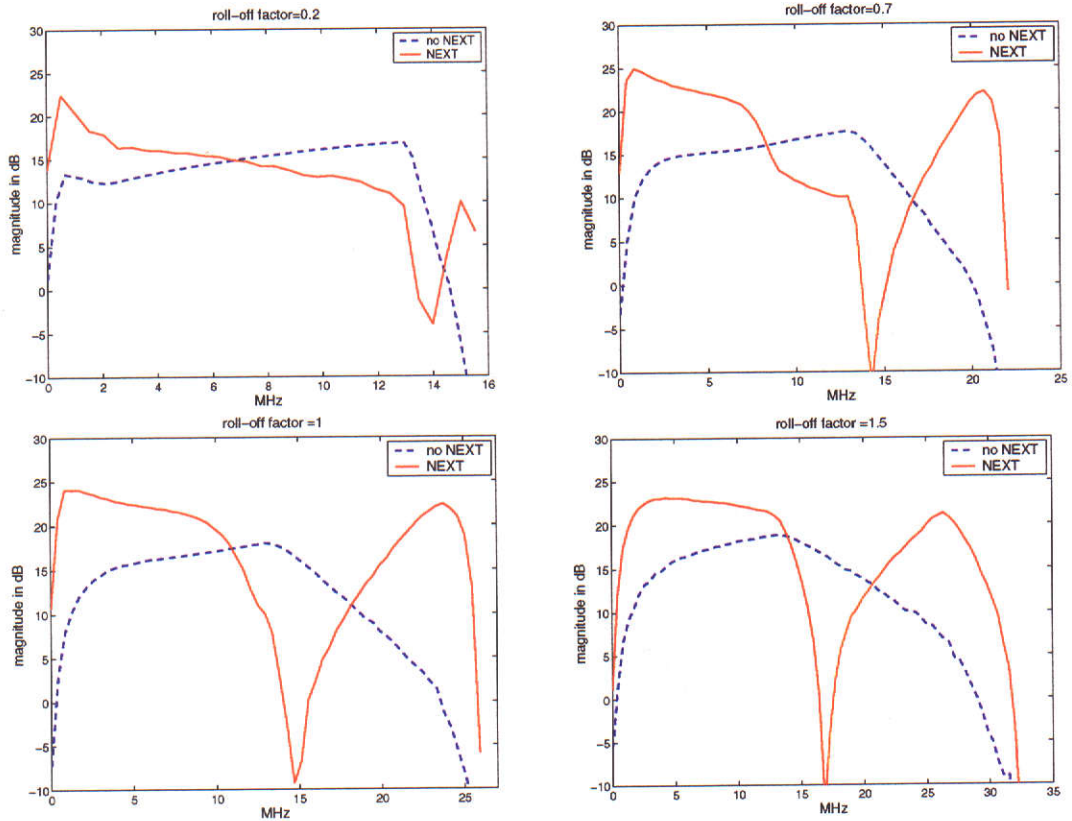 roll-off factor=0.2
30
25
20
15
10
5
0
−5
−10
magnitude in dB
no NEXT
NEXT
0 2 4 6 8 10 12 14 16
MHz
roll-off factor=0.7
30
25
20
15
10
5
0
−5
−10
magnitude in dB
no NEXT
NEXT
0 5 10 15 20 25
MHz
roll-off factor =1
30
25
20
15
10
5
0
−5
−10
magnitude in dB
no NEXT
NEXT
0 5 10 15 20 25
MHz
roll-off factor =1.5
30
25
20
15
10
5
0
−5
−10
magnitude in dB
no NEXT
NEXT
0 5 10 15 20 25 30 35
MHz